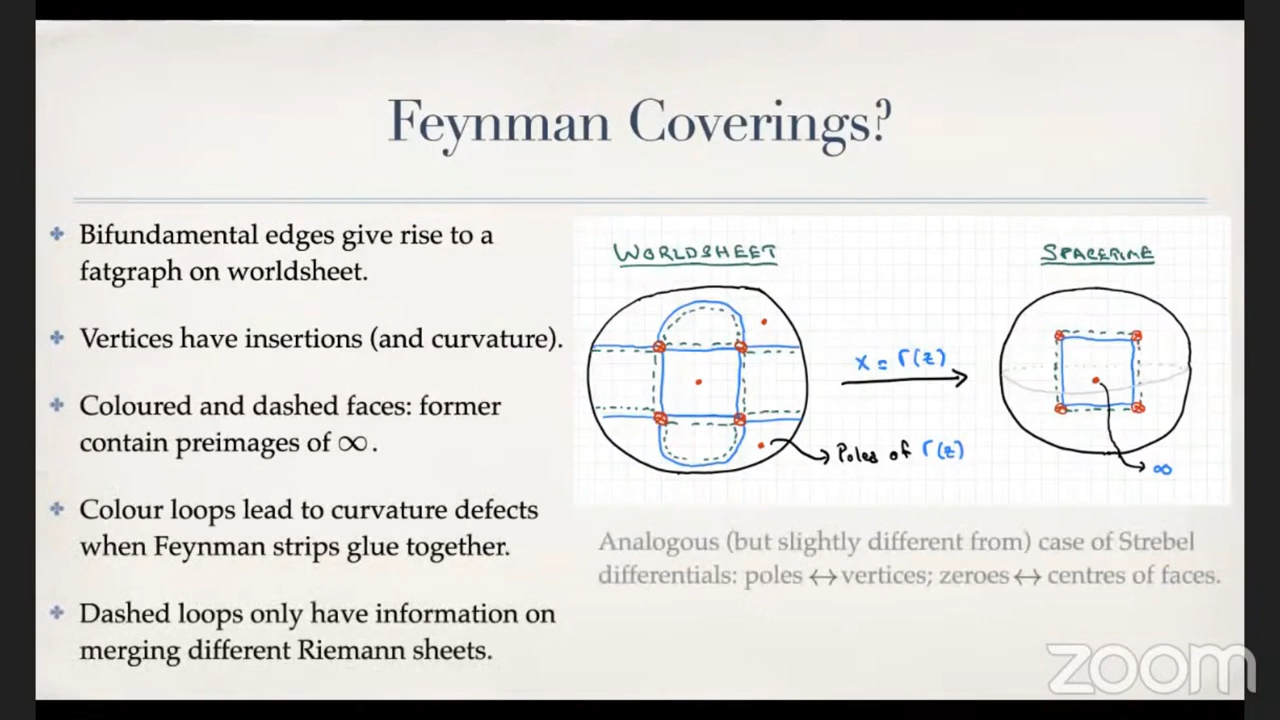 Feynman Coverings?
Bifundamental edges give rise to a
fatgraph on worldsheet.
Vertices have insertions (and curvature).
Coloured and dashed faces: former
contain preimages of ∞.
Colour loops lead to curvature defects
when Feynman strips glue together.
Dashed loops only have information on
merging different Riemann sheets.
WORLDSHEET
SPACETIME
x = Γ(z)
Poles of Γ(z)
∞
Analogous (but slightly different from) case of Strebel
differentials: poles ↔ vertices; zeroes ↔ centres of faces.
zoom